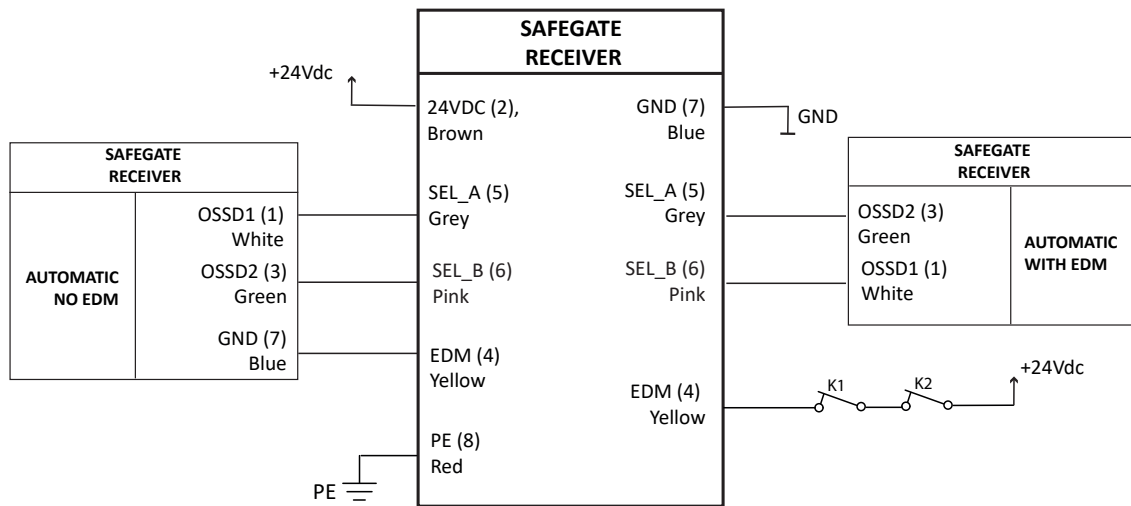 SAFEGATE
RECEIVER
+24Vdc
24VDC (2),
Brown
GND (7)
Blue
GND
SAFEGATE
RECEIVER
AUTOMATIC
NO EDM
OSSD1 (1)
White
OSSD2 (3)
Green
GND (7)
Blue
SEL_A (5)
Grey
SEL_B (6)
Pink
EDM (4)
Yellow
PE (8)
Red
PE
SEL_A (5)
Grey
SEL_B (6)
Pink
EDM (4)
Yellow
SAFEGATE
RECEIVER
OSSD2 (3)
Green
OSSD1 (1)
White
AUTOMATIC
WITH EDM
K1
K2
+24Vdc